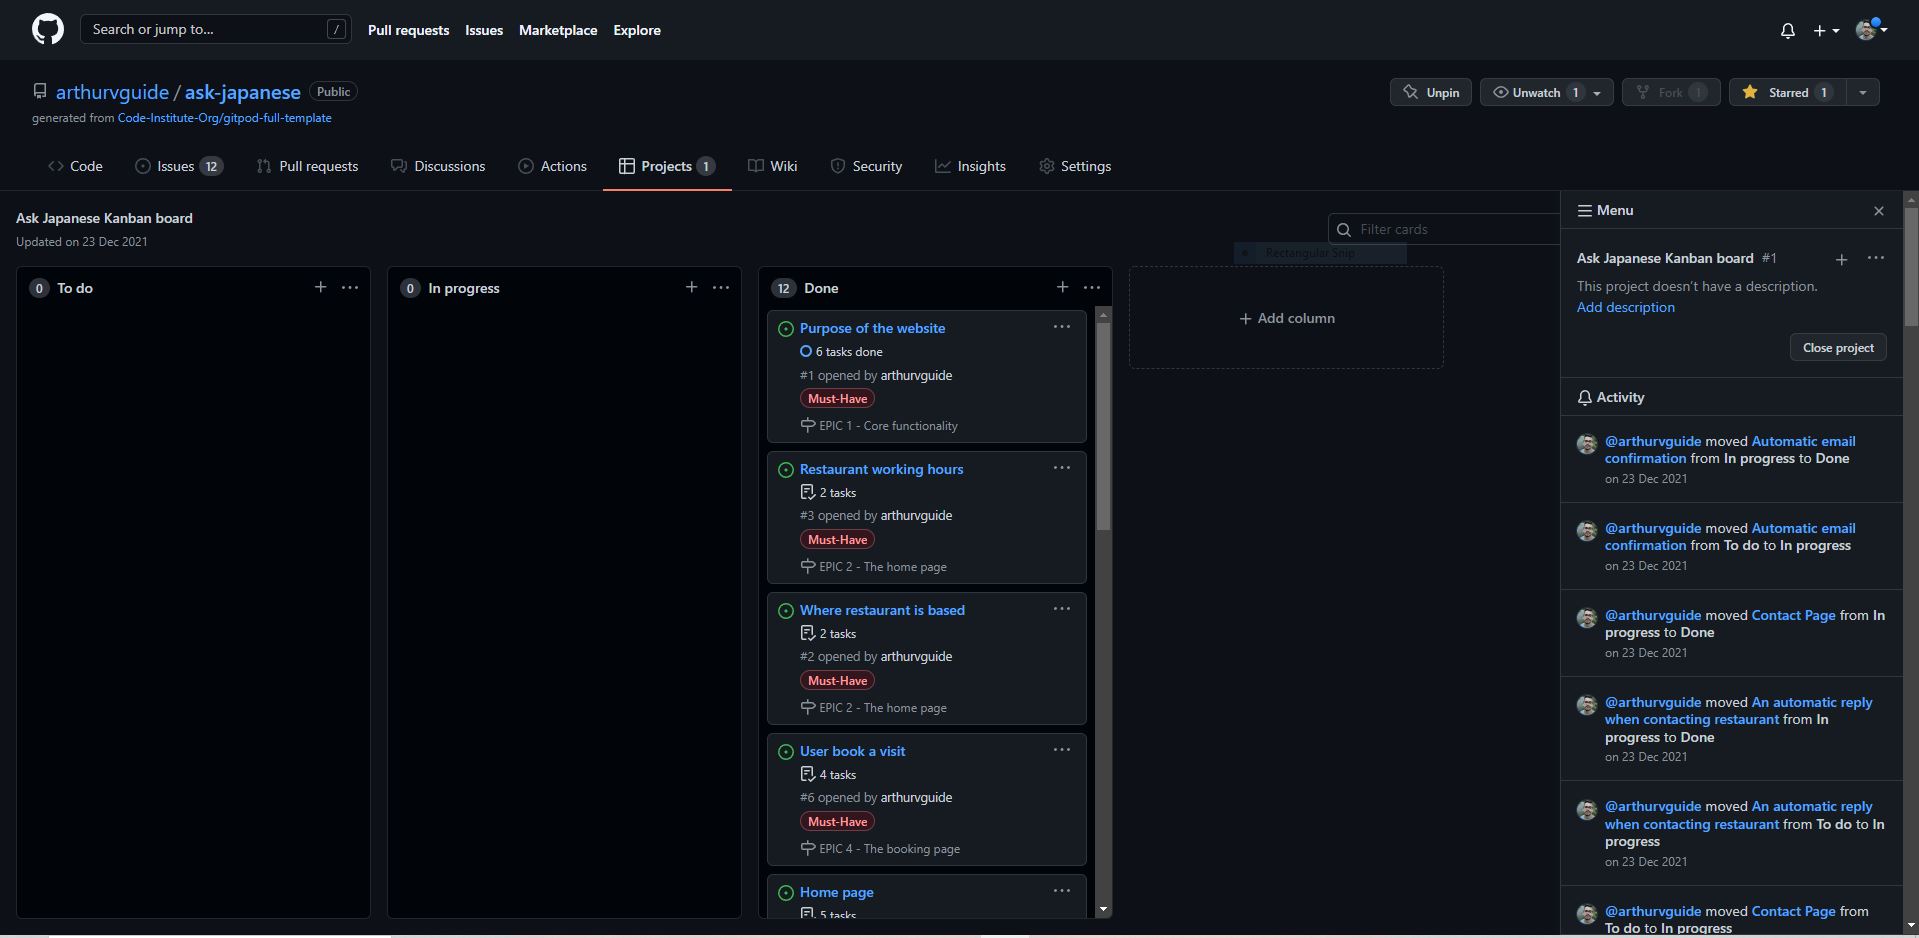 Search or jump to... /
Pull requests Issues Marketplace Explore
arthurvguide / ask-japanese Public
generated from Code-Institute-Org/gitpod-full-template
Unpin Unwatch 1 Fork 1 Starred 1
Code Issues 12 Pull requests Discussions Actions Projects 1 Wiki Security Insights Settings
Ask Japanese Kanban board
Updated on 23 Dec 2021
Filter cards
Rectangular Snip
0 To do
0 In progress
12 Done
Purpose of the website
6 tasks done
#1 opened by arthurvguide
Must-Have
EPIC 1 - Core functionality
Restaurant working hours
2 tasks
#3 opened by arthurvguide
Must-Have
EPIC 2 - The home page
Where restaurant is based
2 tasks
#2 opened by arthurvguide
Must-Have
EPIC 2 - The home page
User book a visit
4 tasks
#6 opened by arthurvguide
Must-Have
EPIC 4 - The booking page
Home page
5 tasks
+ Add column
Menu
Ask Japanese Kanban board #1
This project doesn't have a description.
Add description
Close project
Activity
@arthurvguide moved Automatic email
confirmation from In progress to Done
on 23 Dec 2021
@arthurvguide moved Automatic email
confirmation from To do to In progress
on 23 Dec 2021
@arthurvguide moved Contact Page from In
progress to Done
on 23 Dec 2021
@arthurvguide moved An automatic reply
when contacting restaurant from In
progress to Done
on 23 Dec 2021
@arthurvguide moved An automatic reply
when contacting restaurant from To do to In
progress
on 23 Dec 2021
@arthurvguide moved Contact Page from
To do to In progress